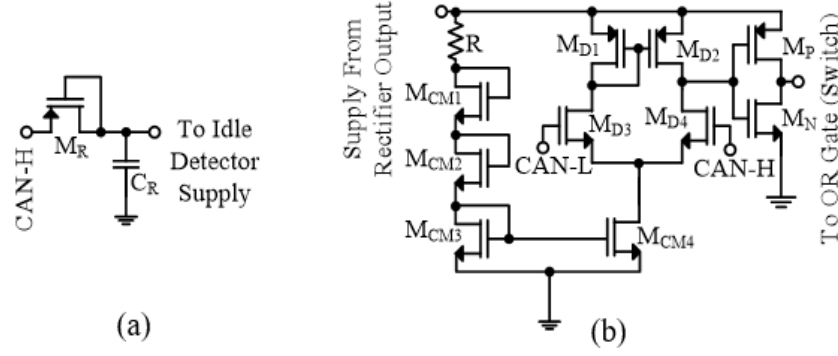 CAN-H
M_R
C_R
To Idle
Detector
Supply
(a)
Supply From
Rectifier Output
R
M_CM1
M_CM2
M_CM3
M_D1
M_D2
M_D3
M_D4
CAN-L
CAN-H
M_CM4
M_P
M_N
To OR Gate (Switch)
(b)